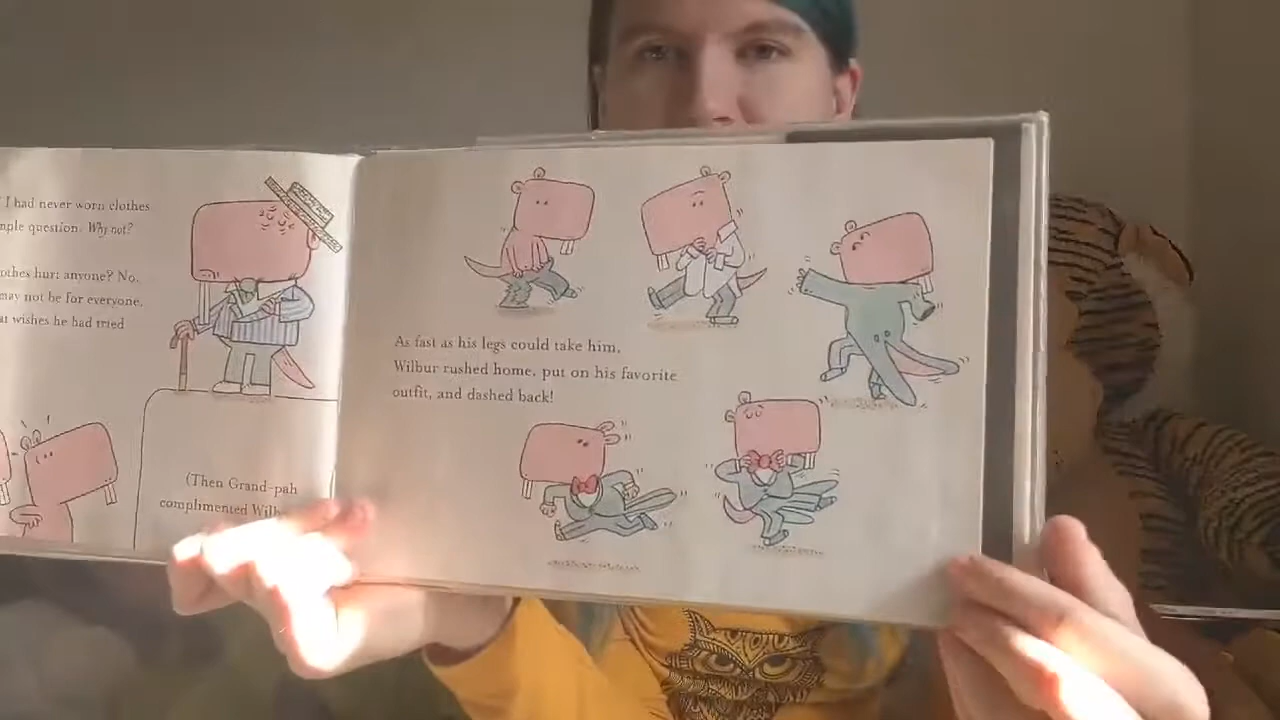 I had never worn clothes
mple question. Why not?
othes hurt anyone? No.
may not be for everyone.
wishes he had tried
(Then Grand-pah
complimented Wilb
As fast as his legs could take him,
Wilbur rushed home, put on his favorite
outfit, and dashed back!